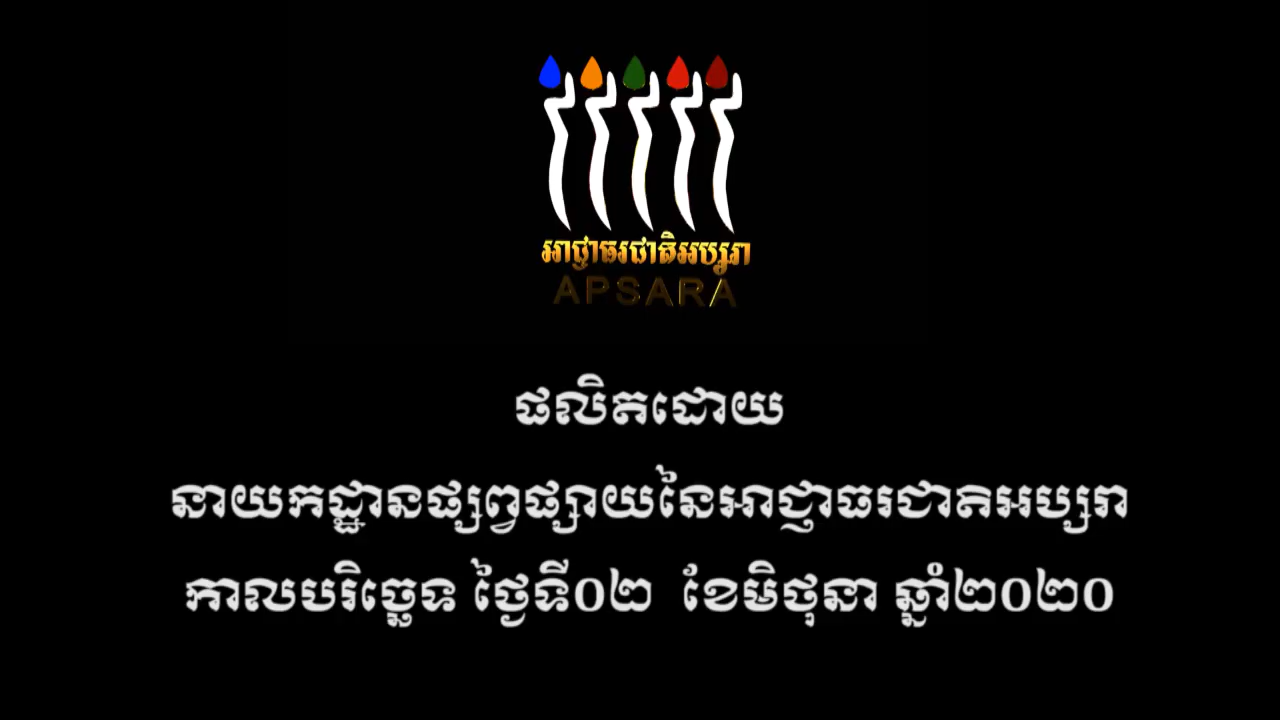 អាជ្ញាធរជាតិអប្សរា
APSARA
ផលិតដោយ
នាយកដ្ឋានផ្សព្វផ្សាយនៃអាជ្ញាធរជាតិអប្សរា
កាលបរិច្ឆេទ ថ្ងៃទី០២ ខែមិថុនា ឆ្នាំ២០២០